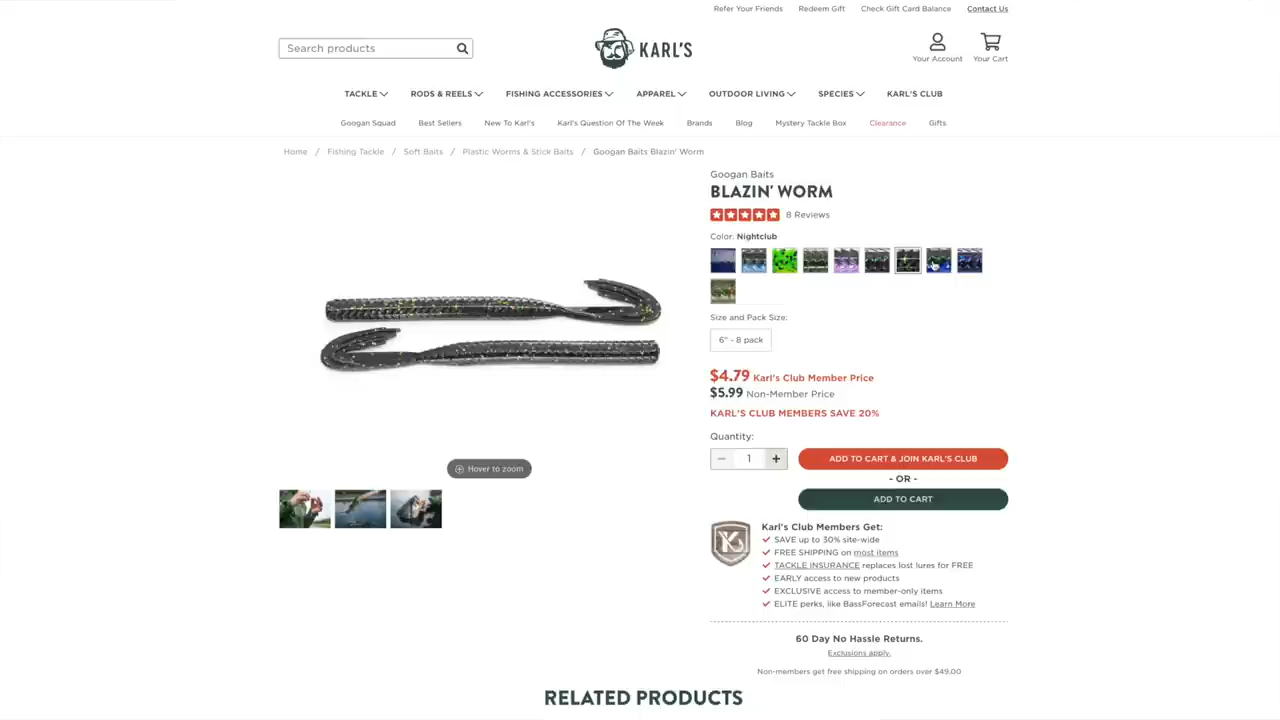 Refer Your Friends Redeem Gift Check Gift Card Balance Contact Us
Search products
KARL'S
Your Account Your Cart
TACKLE RODS & REELS FISHING ACCESSORIES APPAREL OUTDOOR LIVING SPECIES KARL'S CLUB
Googan Squad Best Sellers New To Karl's Karl's Question Of The Week Brands Blog Mystery Tackle Box Clearance Gifts
Home / Fishing Tackle / Soft Baits / Plastic Worms & Stick Baits / Googan Baits Blazin' Worm
Googan Baits
BLAZIN' WORM
8 Reviews
Color: Nightclub
Size and Pack Size:
6" - 8 pack
$4.79 Karl's Club Member Price
$5.99 Non-Member Price
KARL'S CLUB MEMBERS SAVE 20%
Quantity:
1
ADD TO CART & JOIN KARL'S CLUB
- OR -
ADD TO CART
Hover to zoom
K
Karl's Club Members Get:
SAVE up to 30% site-wide
FREE SHIPPING on most items
TACKLE INSURANCE replaces lost lures for FREE
EARLY access to new products
EXCLUSIVE access to member-only items
ELITE perks, like BassForecast emails! Learn More
60 Day No Hassle Returns.
Exclusions apply.
Non-members get free shipping on orders over $49.00
RELATED PRODUCTS